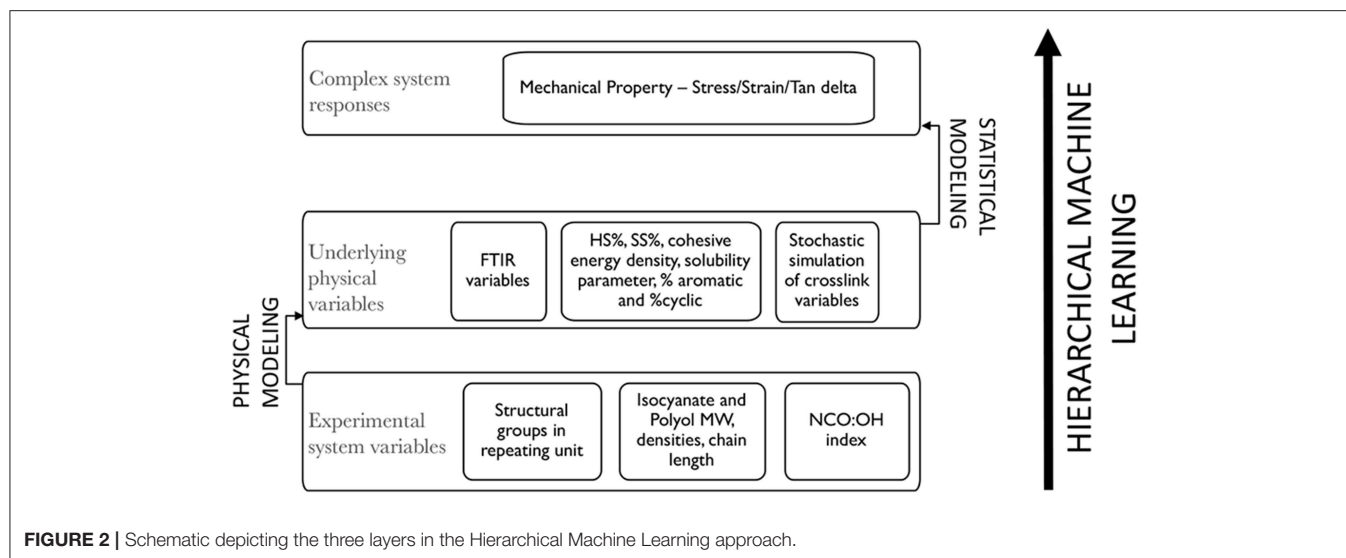 Complex system
responses
Mechanical Property – Stress/Strain/Tan delta
STATISTICAL
MODELING
Underlying
physical
variables
FTIR
variables
HS%, SS%, cohesive
energy density, solubility
parameter, % aromatic
and %cyclic
Stochastic
simulation
of crosslink
variables
PHYSICAL
MODELING
Experimental
system variables
Structural
groups in
repeating unit
Isocyanate and
Polyol MW,
densities, chain
length
NCO:OH
index
HIERARCHICAL MACHINE
LEARNING
FIGURE 2 | Schematic depicting the three layers in the Hierarchical Machine Learning approach.